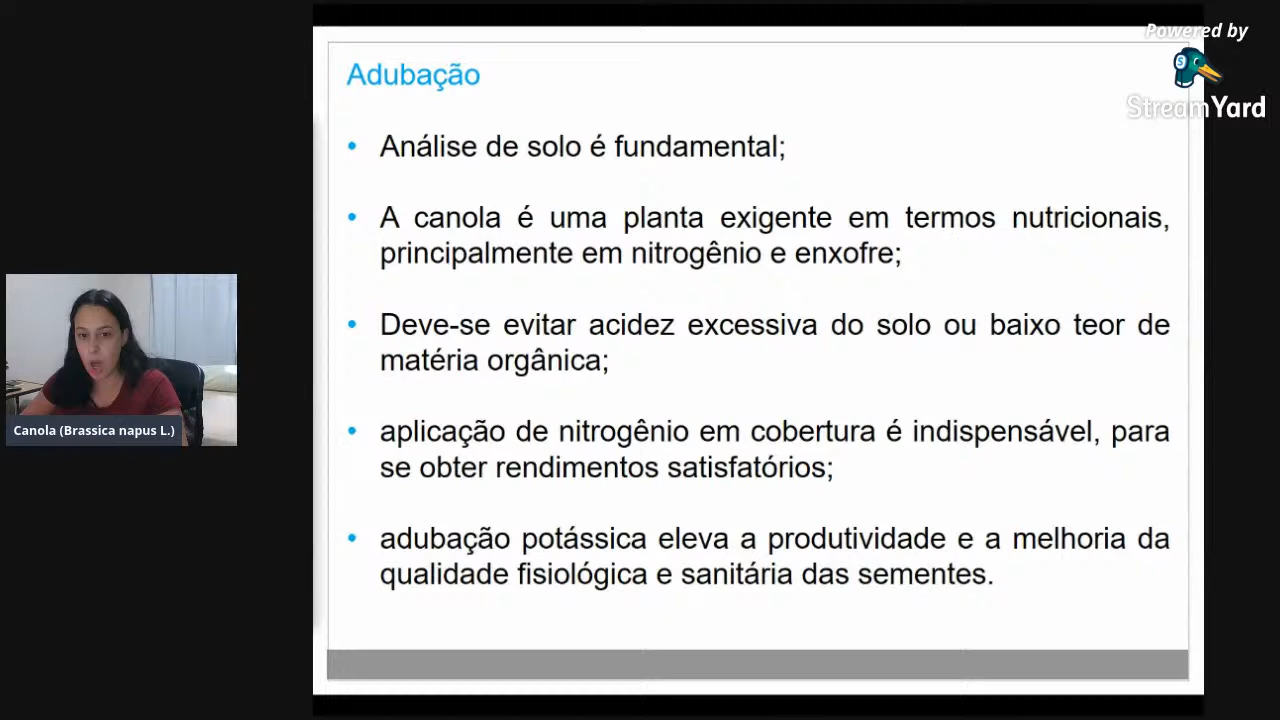 Powered by
StreamYard
Adubação
• Análise de solo é fundamental;
• A canola é uma planta exigente em termos nutricionais,
principalmente em nitrogênio e enxofre;
• Deve-se evitar acidez excessiva do solo ou baixo teor de
matéria orgânica;
• aplicação de nitrogênio em cobertura é indispensável, para
se obter rendimentos satisfatórios;
• adubação potássica eleva a produtividade e a melhoria da
qualidade fisiológica e sanitária das sementes.
Canola (Brassica napus L.)